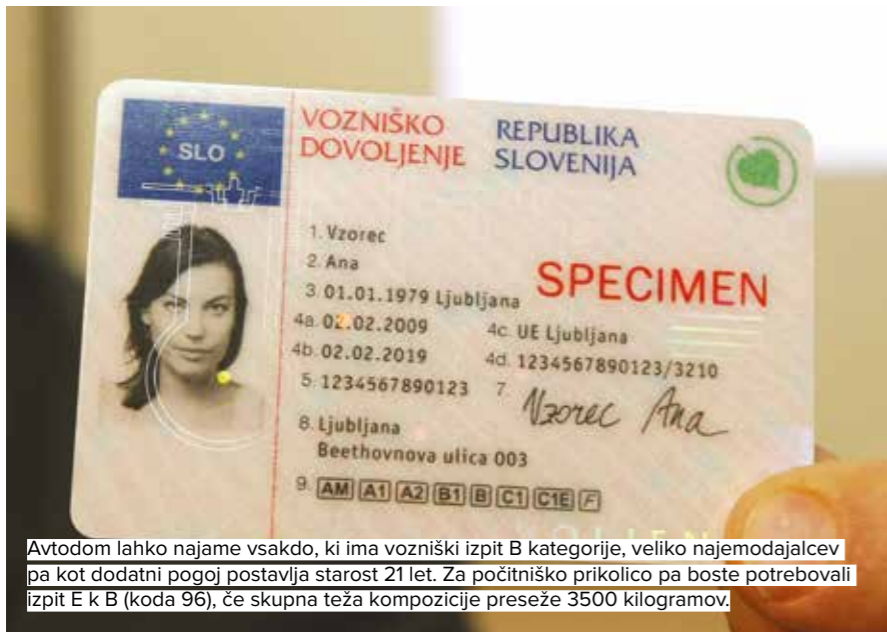 SLO
VOZNIŠKO
DOVOLJENJE
REPUBLIKA
SLOVENIJA
1. Vzorec
2. Ana
SPECIMEN
3. 01.01.1979 Ljubljana
4a. 02.02.2009
4c. UE Ljubljana
4b. 02.02.2019
4d. 1234567890123/3210
5. 1234567890123
7.
Vzorec Ana
8. Ljubljana
Beethovnova ulica 003
9. AM A1 A2 B1 B C1 C1E F
Avtodom lahko najame vsakdo, ki ima vozniški izpit B kategorije, veliko najemodajalcev
pa kot dodatni pogoj postavlja starost 21 let. Za počitniško prikolico pa boste potrebovali
izpit E k B (koda 96), če skupna teža kompozicije preseže 3500 kilogramov.